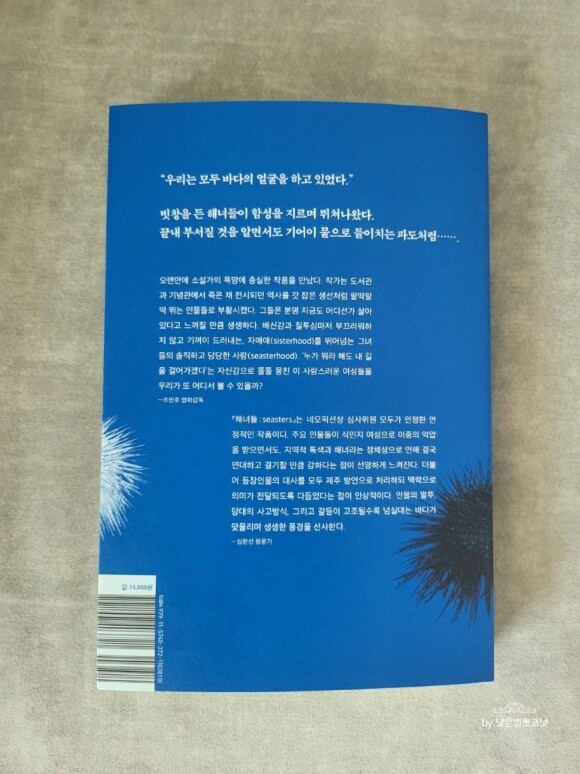 “우리는 모두 바다의 얼굴을 하고 있었다.”
빗창을 든 해녀들이 함성을 지르며 뛰쳐나왔다.
끝내 부서질 것을 알면서도 기어이 뭍으로 들이치는 파도처럼…….
오랜만에 소설가의 욕망에 충실한 작품을 만났다. 작가는 도서관
과 기념관에서 죽은 채 전시되던 역사를 갓 잡은 생선처럼 팔딱팔
딱 뛰는 인물들로 부활시켰다. 그들은 분명 지금도 어디선가 살아
있다고 느껴질 만큼 생생하다. 배신감과 질투심마저 부끄러워하
지 않고 기꺼이 드러내는, 자매애(sisterhood)를 뛰어넘는 그녀
들의 솔직하고 담담한 사랑(seasterhood). ‘누가 뭐라 해도 내 길
을 걸어가겠다’는 자신감으로 똘똘 뭉친 이 사랑스러운 여성들을
우리가 또 어디서 볼 수 있을까?
—조민호 영화감독
『해녀들 : seasters』는 네오픽션상 심사위원 모두가 인정한 안
정적인 작품이다. 주요 인물들이 식민지 여성으로 이중의 억압
을 받으면서도, 지역적 특색과 해녀라는 정체성으로 인해 결국
연대하고 결기할 만큼 강하다는 점이 선명하게 느껴진다. 더불
어 등장인물의 대사를 모두 제주 방언으로 처리하되 맥락으로
의미가 전달되도록 다듬었다는 점이 인상적이다. 인물의 말투,
당대의 사고방식, 그리고 갈등이 고조될수록 넘실대는 바다가
맞물리며 생생한 풍경을 선사한다.
—심완선 평론가
값 15,800원
by.낮은별뽀코낫